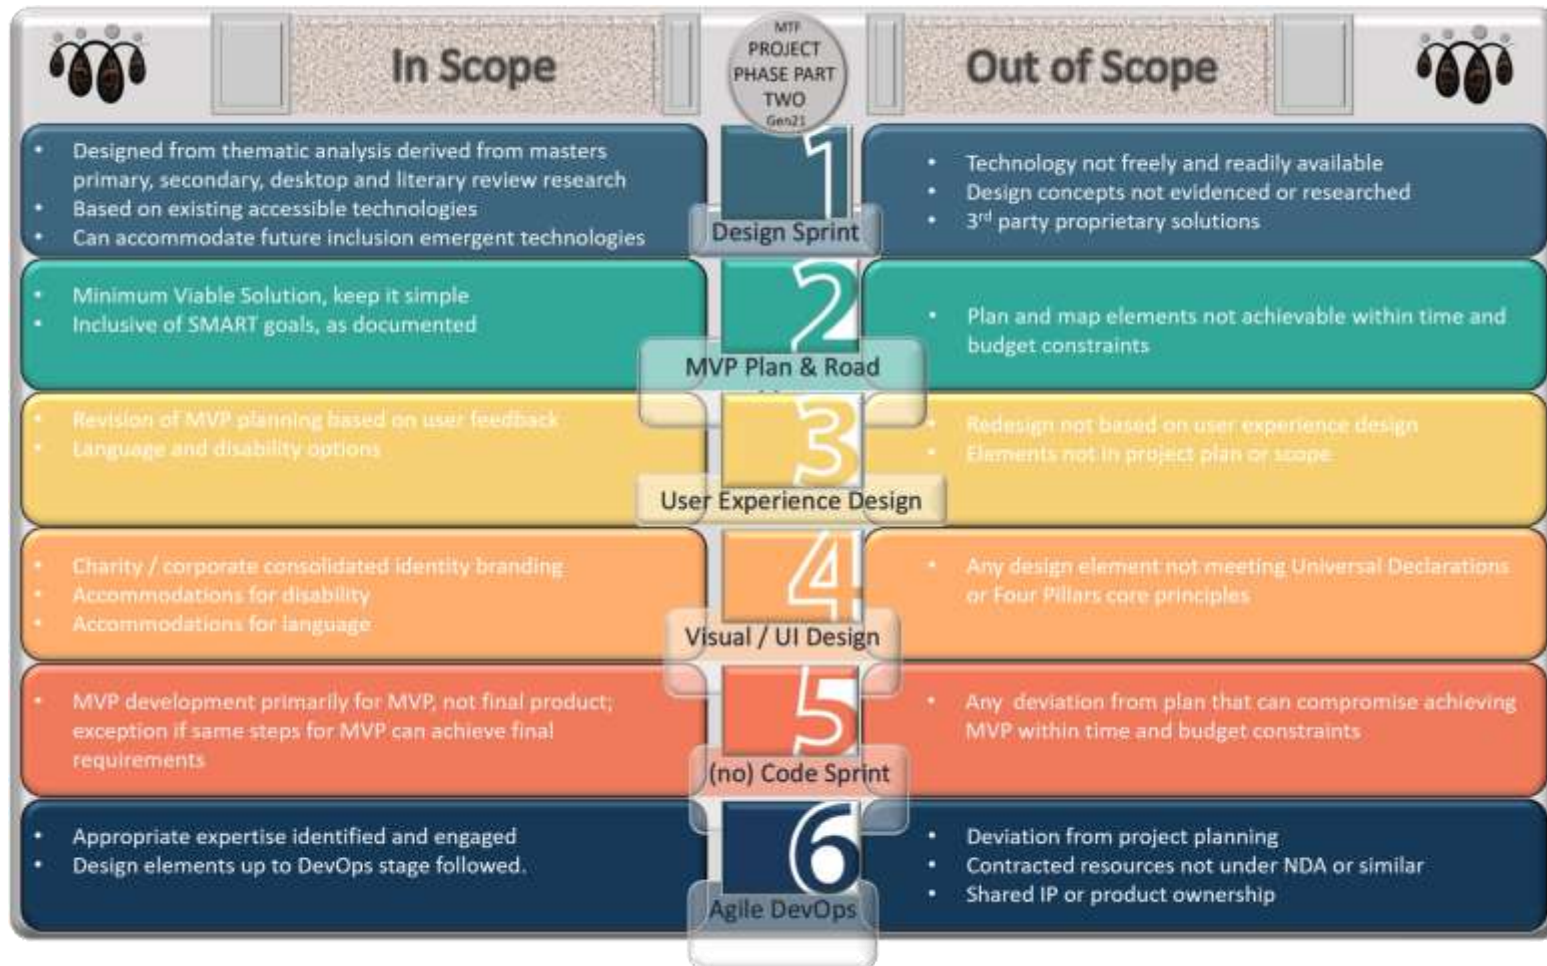 In Scope
MTF
PROJECT
PHASE PART
TWO
Gen21
Out of Scope
• Designed from thematic analysis derived from masters
primary, secondary, desktop and literary review research
• Based on existing accessible technologies
• Can accommodate future inclusion emergent technologies
1
Design Sprint
• Technology not freely and readily available
• Design concepts not evidenced or researched
• 3rd party proprietary solutions
• Minimum Viable Solution, keep it simple
• Inclusive of SMART goals, as documented
2
MVP Plan & Road
• Plan and map elements not achievable within time and
budget constraints
• Revision of MVP planning based on user feedback
• Language and disability options
3
User Experience Design
• Redesign not based on user experience design
• Elements not in project plan or scope
• Charity / corporate consolidated identity branding
• Accommodations for disability
• Accommodations for language
4
Visual / UI Design
• Any design element not meeting Universal Declarations
or Four Pillars core principles
• MVP development primarily for MVP, not final product;
exception if same steps for MVP can achieve final
requirements
5
(no) Code Sprint
• Any deviation from plan that can compromise achieving
MVP within time and budget constraints
• Appropriate expertise identified and engaged
• Design elements up to DevOps stage followed.
6
Agile DevOps
• Deviation from project planning
• Contracted resources not under NDA or similar
• Shared IP or product ownership